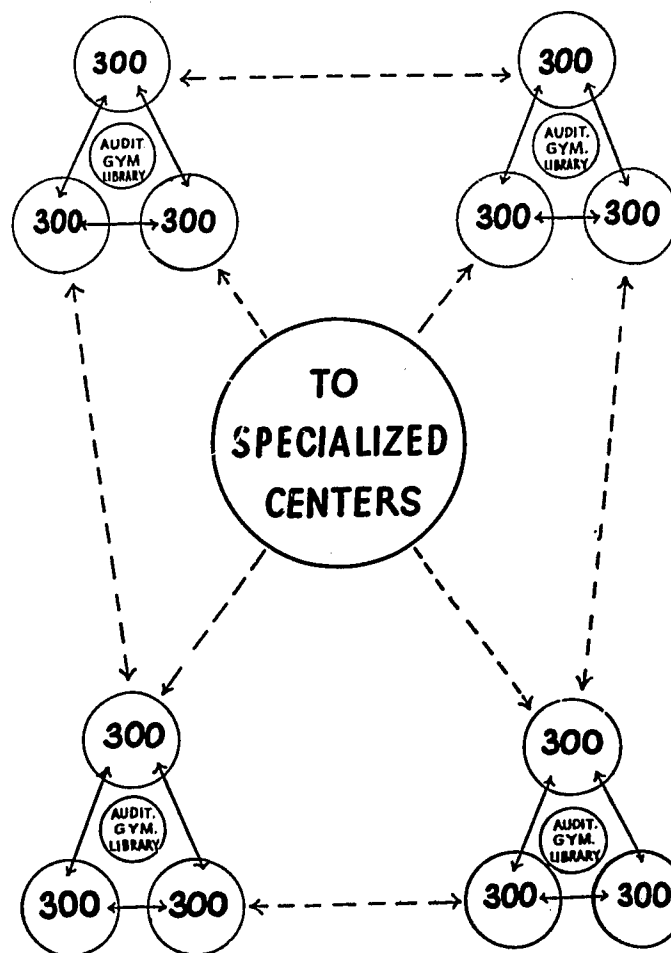 300
300
AUDIT.
GYM
LIBRARY
AUDIT.
GYM.
LIBRARY
300
300
300
300
TO
SPECIALIZED
CENTERS
300
300
AUDIT.
GYM.
LIBRARY
AUDIT.
GYM.
LIBRARY
300
300
300
300